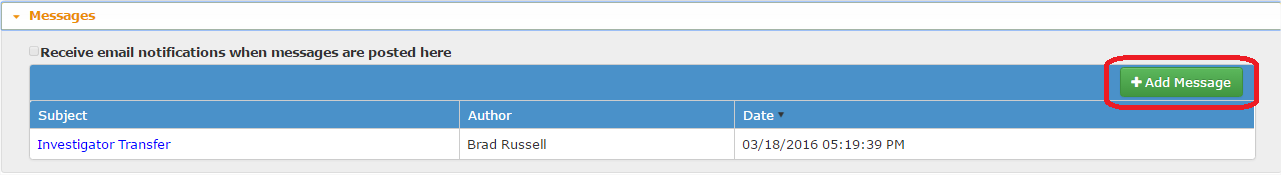 Messages
Receive email notifications when messages are posted here
+ Add Message
Subject Author Date
Investigator Transfer Brad Russell 03/18/2016 05:19:39 PM